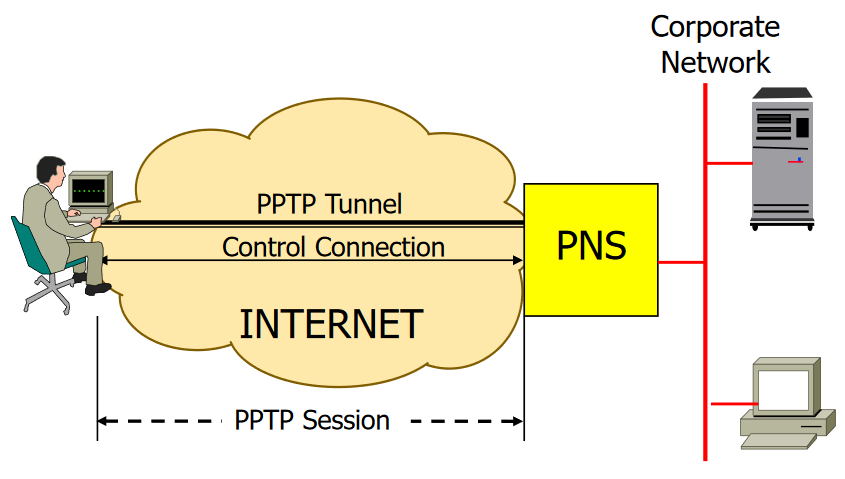 Corporate
Network
PPTP Tunnel
Control Connection
PNS
INTERNET
PPTP Session